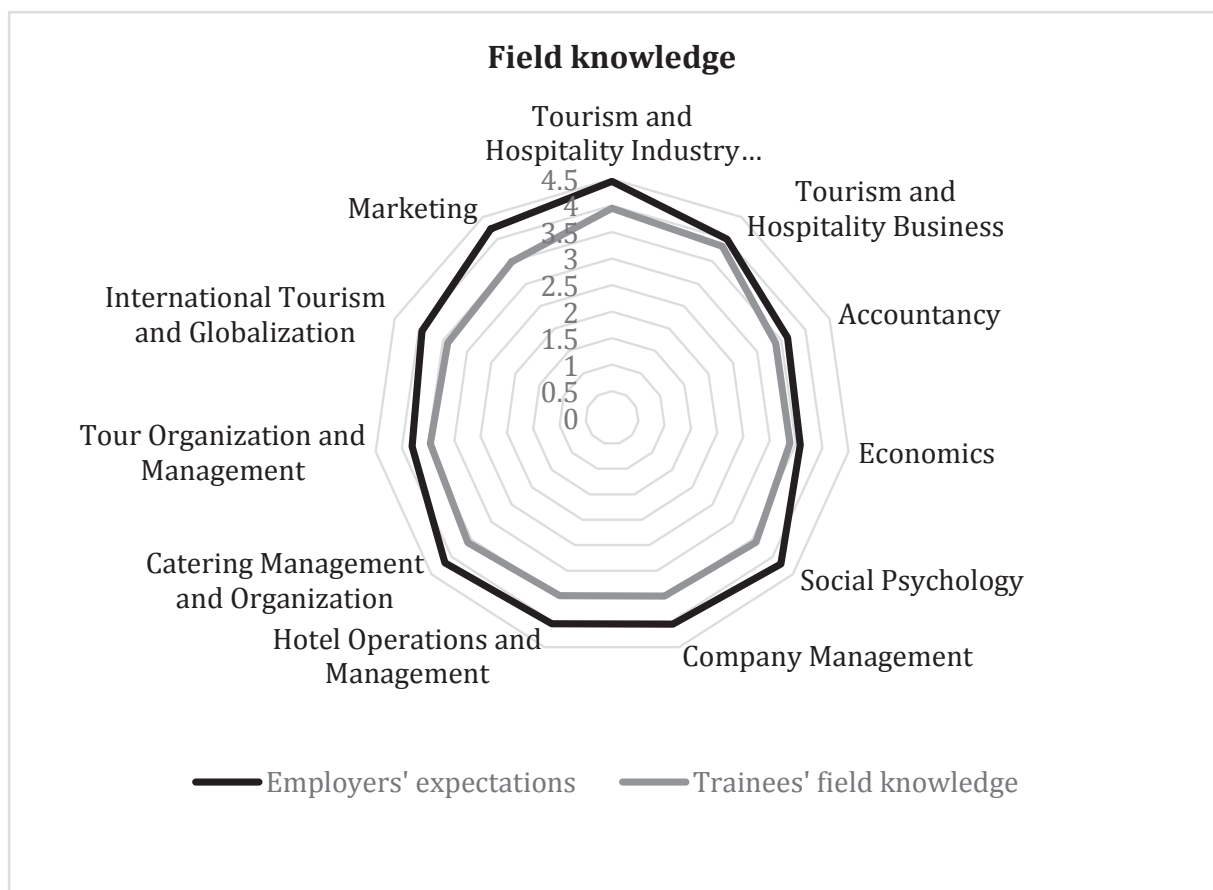 Field knowledge
Tourism and
Hospitality Industry…
Tourism and
Hospitality Business
Accountancy
Economics
Social Psychology
Company Management
Hotel Operations and
Management
Catering Management
and Organization
Tour Organization and
Management
International Tourism
and Globalization
Marketing
4.5
4
3.5
3
2.5
2
1.5
1
0.5
0
Employers' expectations
Trainees' field knowledge